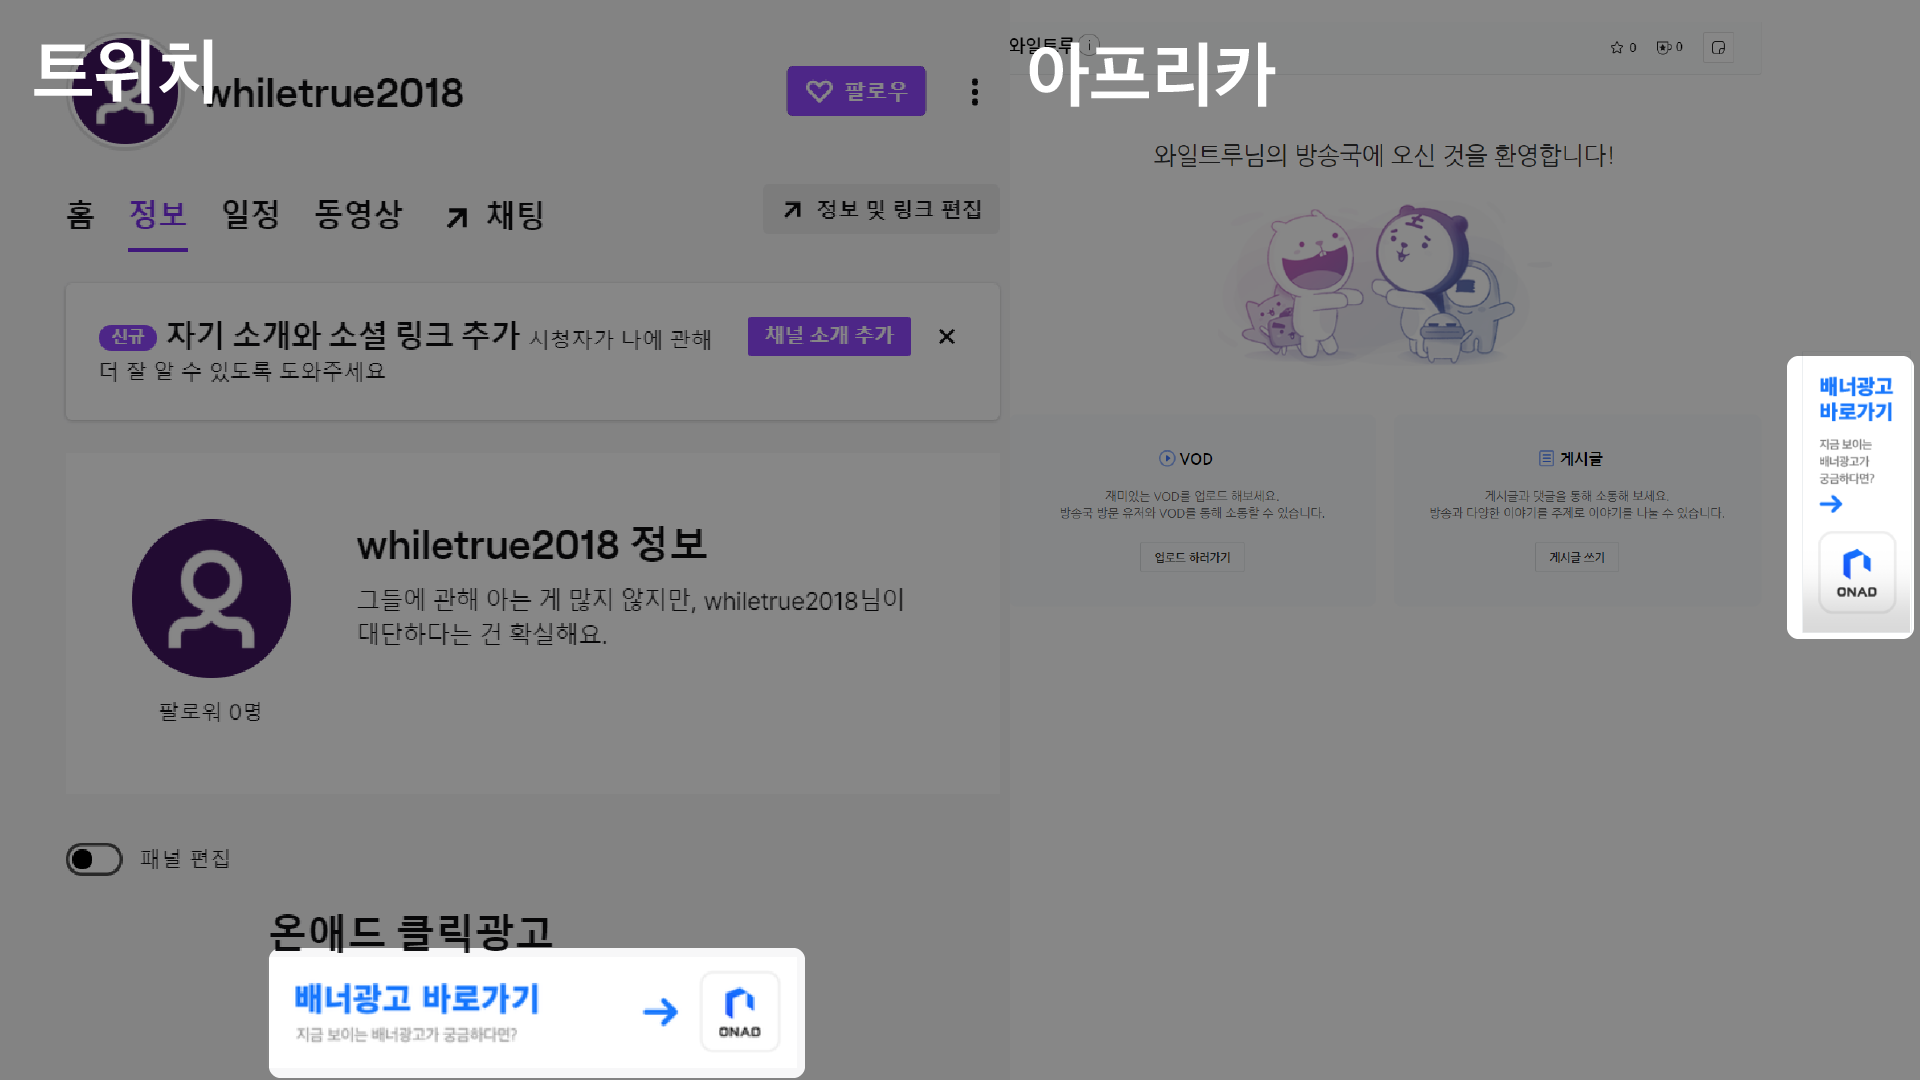 트위치
whiletrue2018
팔로우
홈 정보 일정 동영상 채팅
정보 및 링크 편집
신규 자기 소개와 소셜 링크 추가 시청자가 나에 관해
더 잘 알 수 있도록 도와주세요
채널 소개 추가
whiletrue2018 정보
그들에 관해 아는 게 많지 않지만, whiletrue2018님이
대단하다는 건 확실해요.
팔로워 0명
패널 편집
온애드 클릭광고
배너광고 바로가기
지금 보이는 배너광고가 궁금하다면?
ONAD
와일트루
아프리카
0 0
와일트루님의 방송국에 오신 것을 환영합니다!
VOD
재미있는 VOD를 업로드 해보세요.
방송국 방문 유저와 VOD를 통해 소통할 수 있습니다.
업로드 하러가기
게시글
게시글과 댓글을 통해 소통해 보세요.
방송과 다양한 이야기를 주제로 이야기를 나눌 수 있습니다.
게시글 쓰기
배너광고
바로가기
지금 보이는
배너광고가
궁금하다면?
ONAD